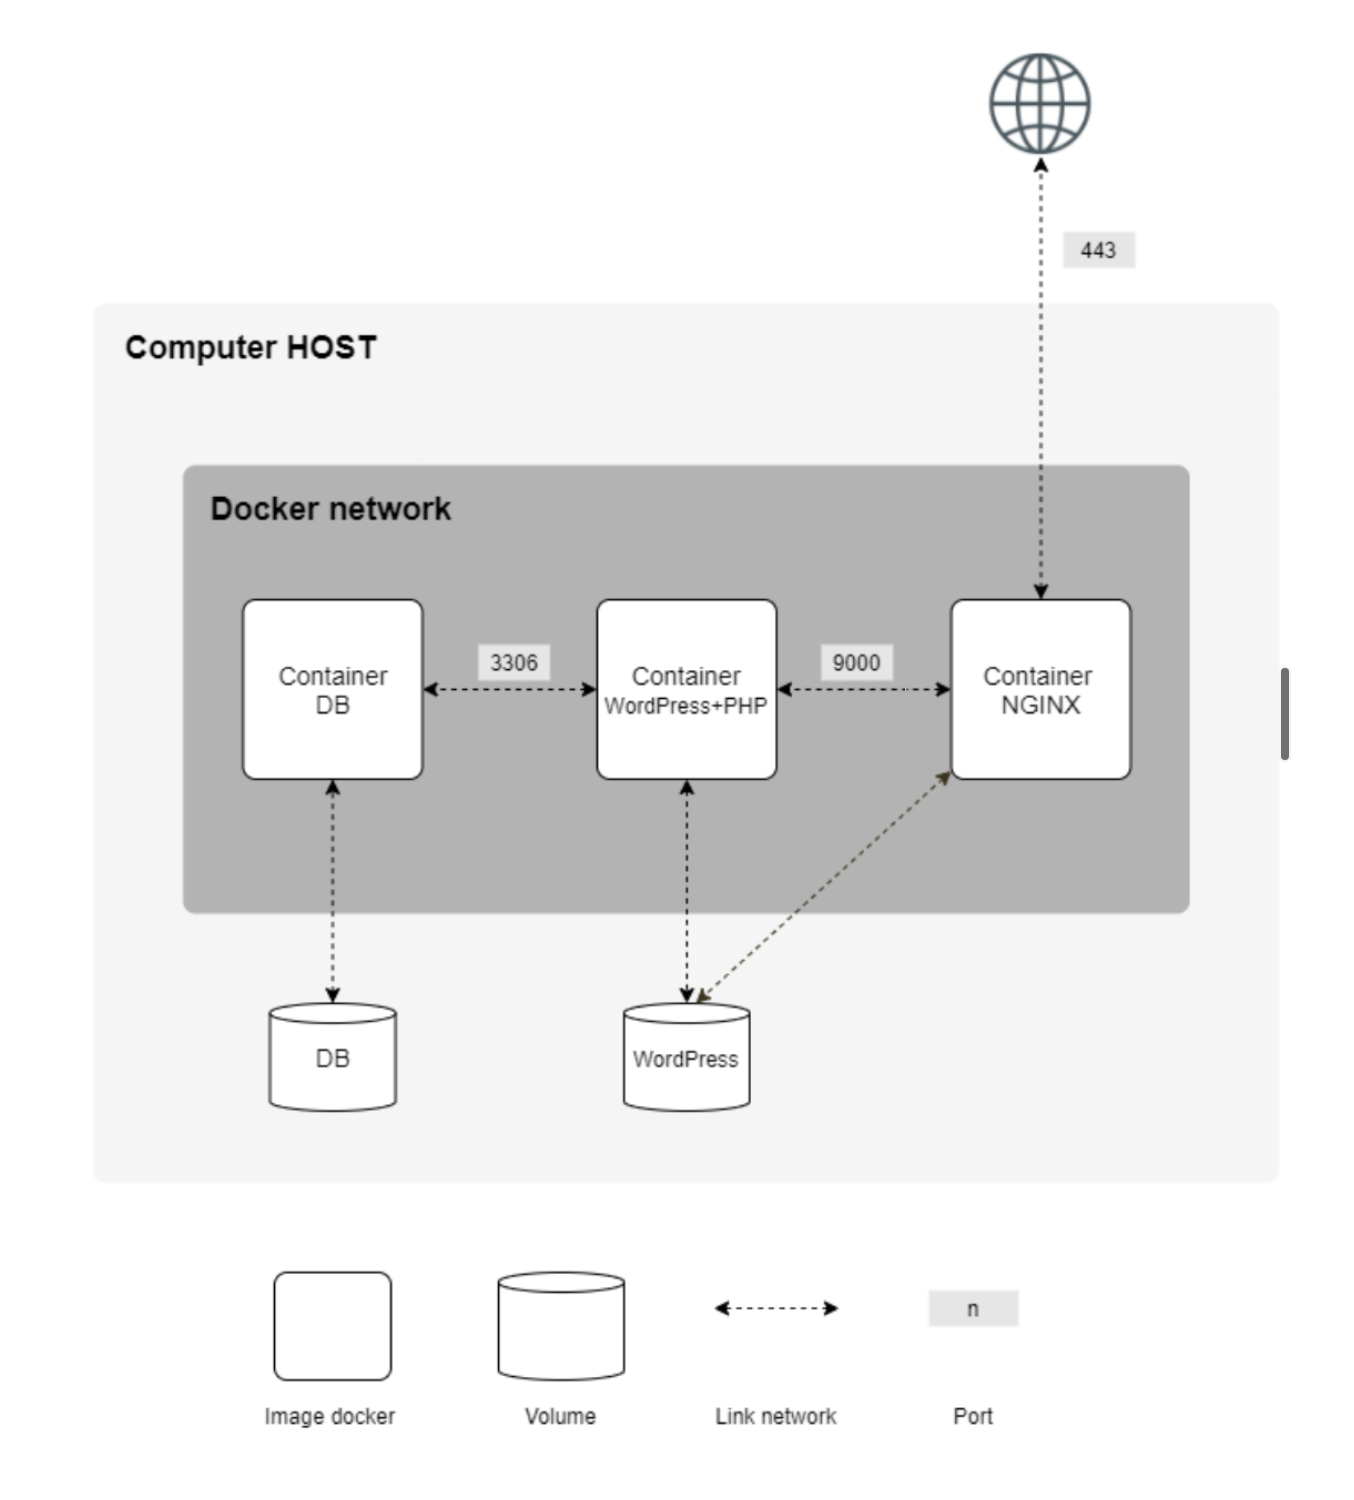 443
Computer HOST
Docker network
Container
DB
3306
Container
WordPress+PHP
9000
Container
NGINX
DB
WordPress
n
Image docker
Volume
Link network
Port